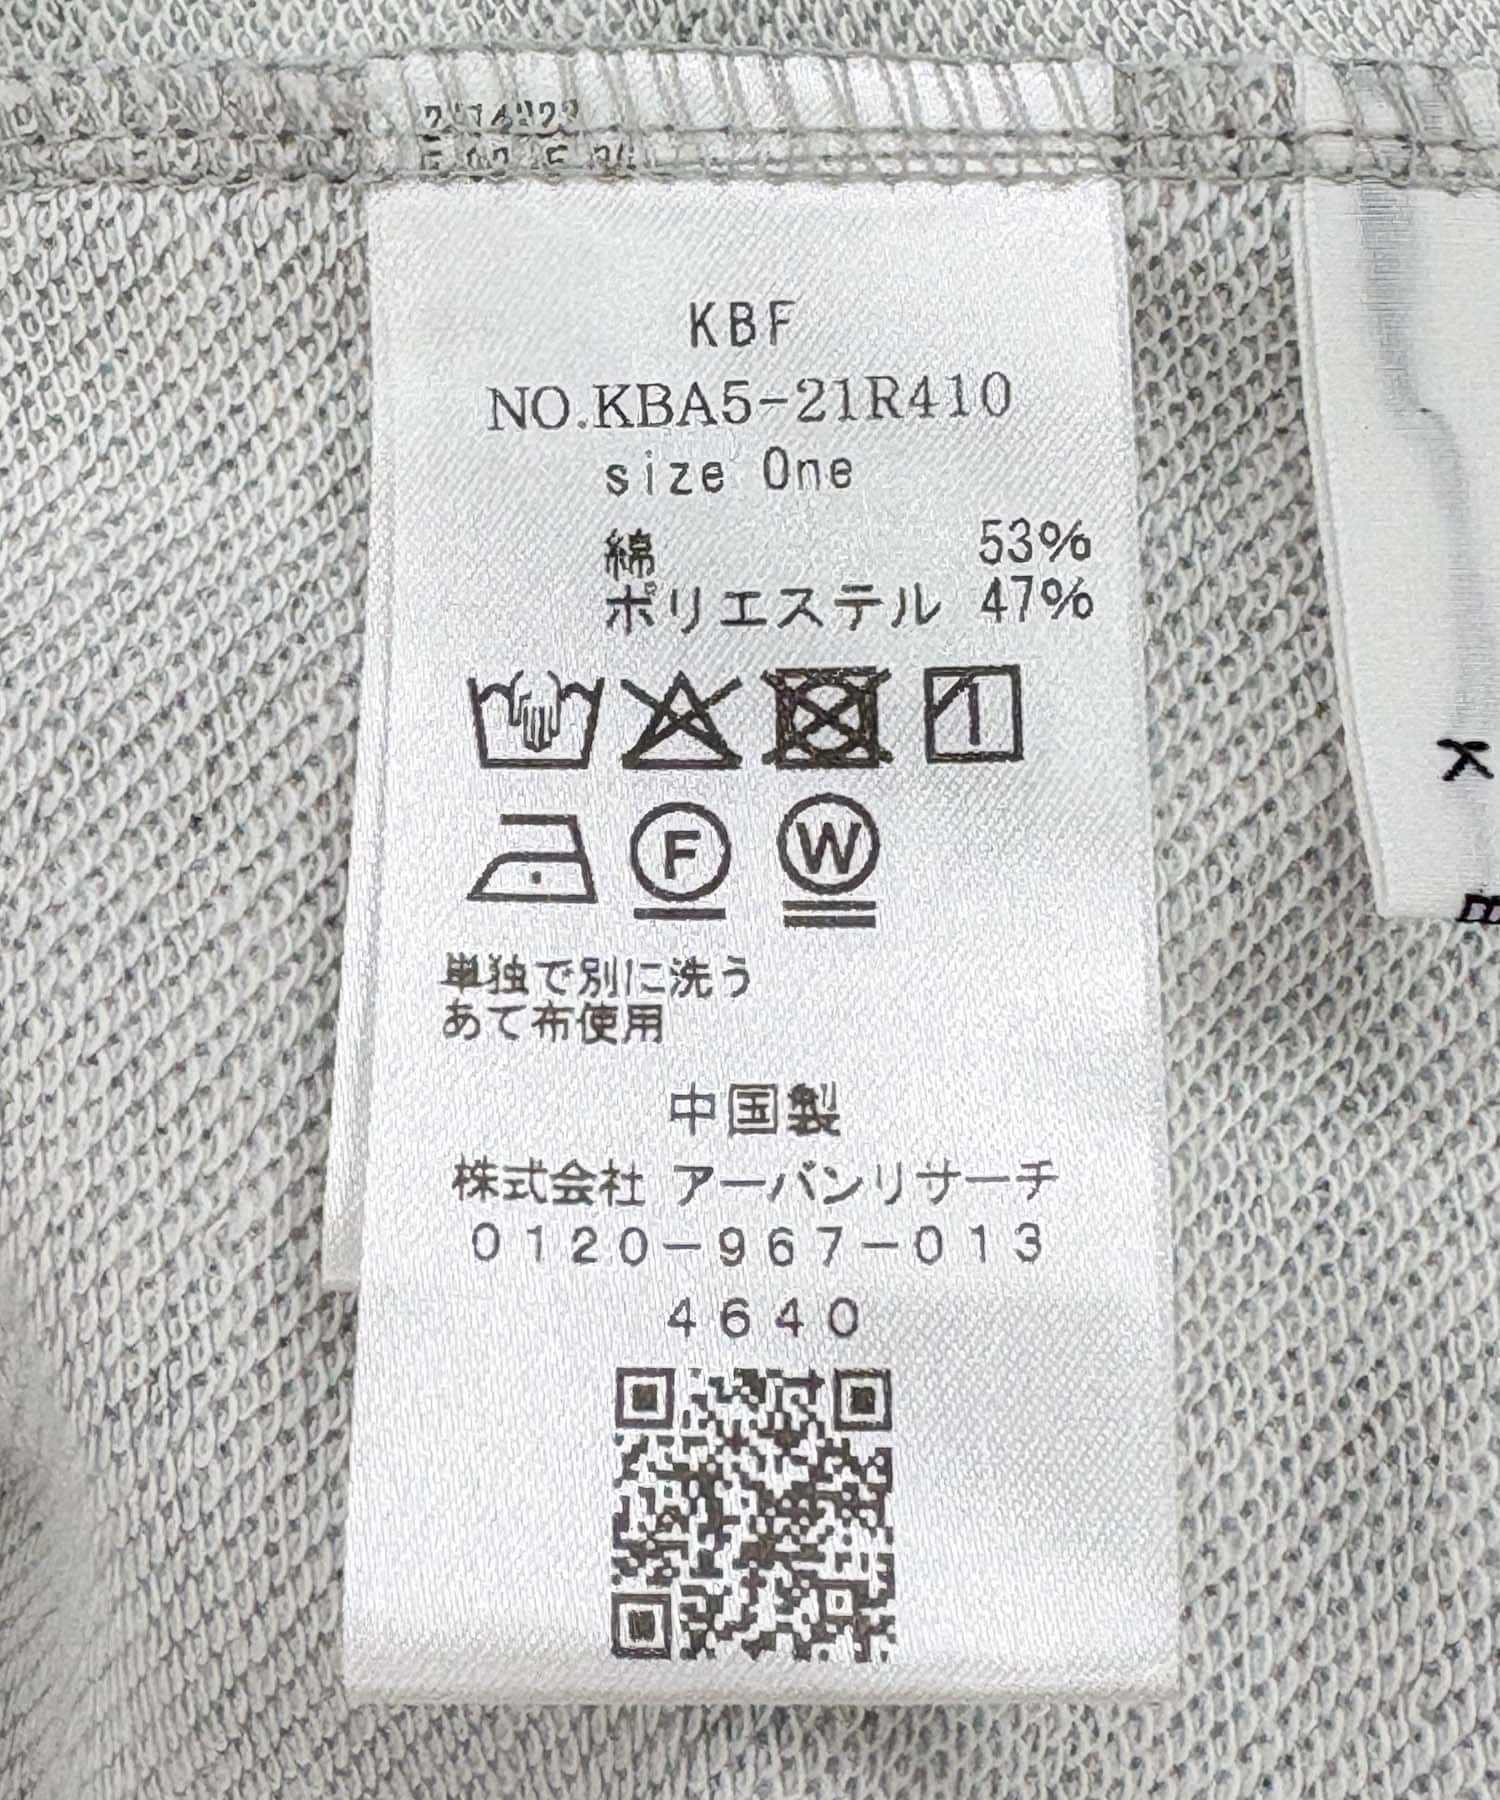 KBF
NO.KBA5-21R410
size One
綿 53%
ポリエステル 47%
F W
単独で別に洗う
あて布使用
中国製
株式会社 アーバンリサーチ
0120-967-013
4640
K
B